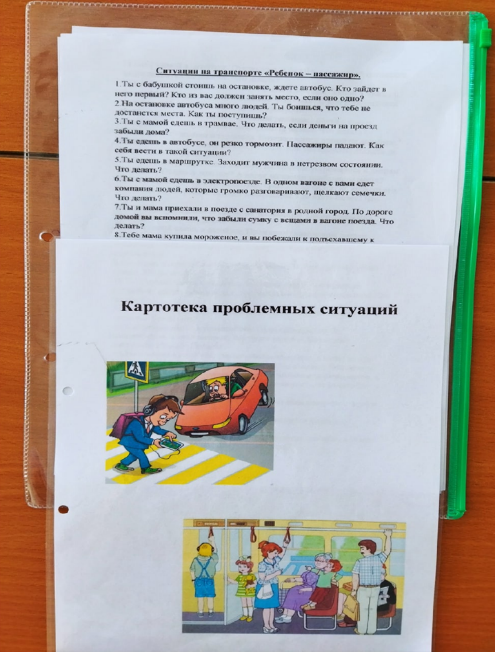 Ситуации на транспорте «Ребенок – пассажир».
1.Ты с бабушкой стоишь на остановке, ждете автобус. Кто зайдет в
него первый? Кто из вас должен занять место, если оно одно?
2.На остановке автобуса много людей. Ты боишься, что тебе не
достанется места. Как ты поступишь?
3.Ты с мамой едешь в трамвае. Что делать, если деньги на проезд
забыли дома?
4.Ты едешь в автобусе, он резко тормозит. Пассажиры падают. Как
себя вести в такой ситуации?
5.Ты едешь в маршрутке. Заходит мужчина в нетрезвом состоянии.
Что делать?
6.Ты с мамой едешь в электропоезде. В одном вагоне с вами едет
компания людей, которые громко разговаривают, щелкают семечки.
Что делать?
7.Ты и мама приехали в поезде с санатория в родной город. По дороге
домой вы вспомнили, что забыли сумку с вещами в вагоне поезда. Что
делать?
8.Тебе мама купила мороженое, и вы побежали к подъехавшему к
Картотека проблемных ситуаций